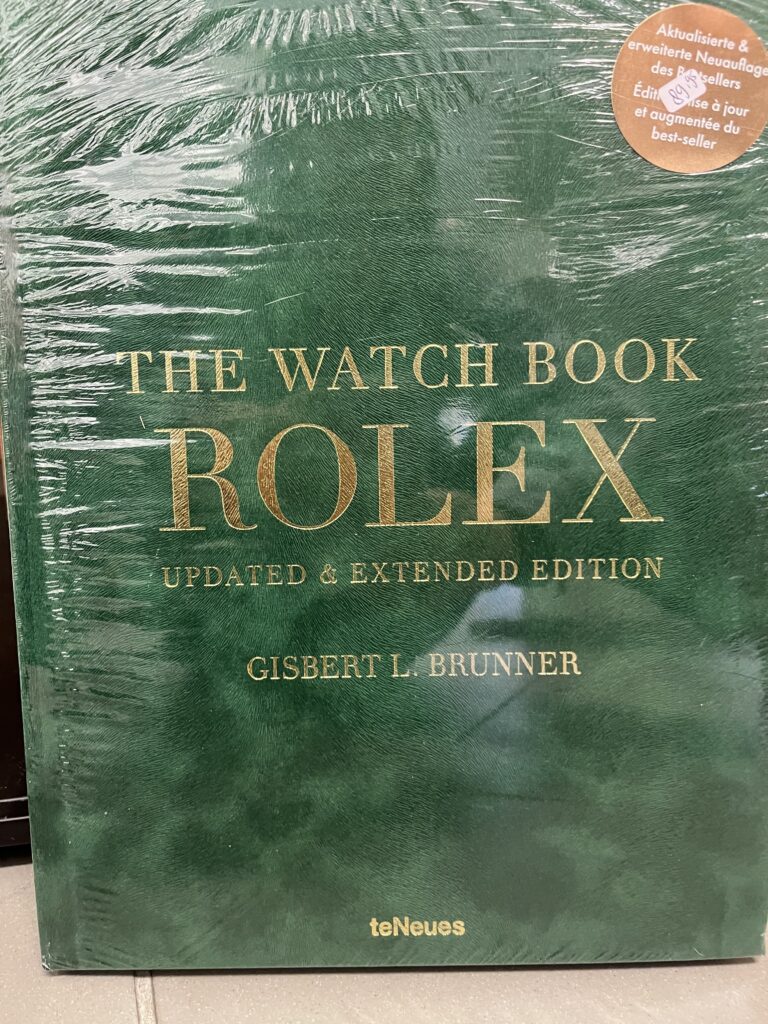 Aktualisierte &
erweiterte Neuauflage
des sellers
à jour
et augmentée du
best-seller
THE WATCH BOOK
ROLEX
UPDATED & EXTENDED EDITION
GISBERT L. BRUNNER
teNeues